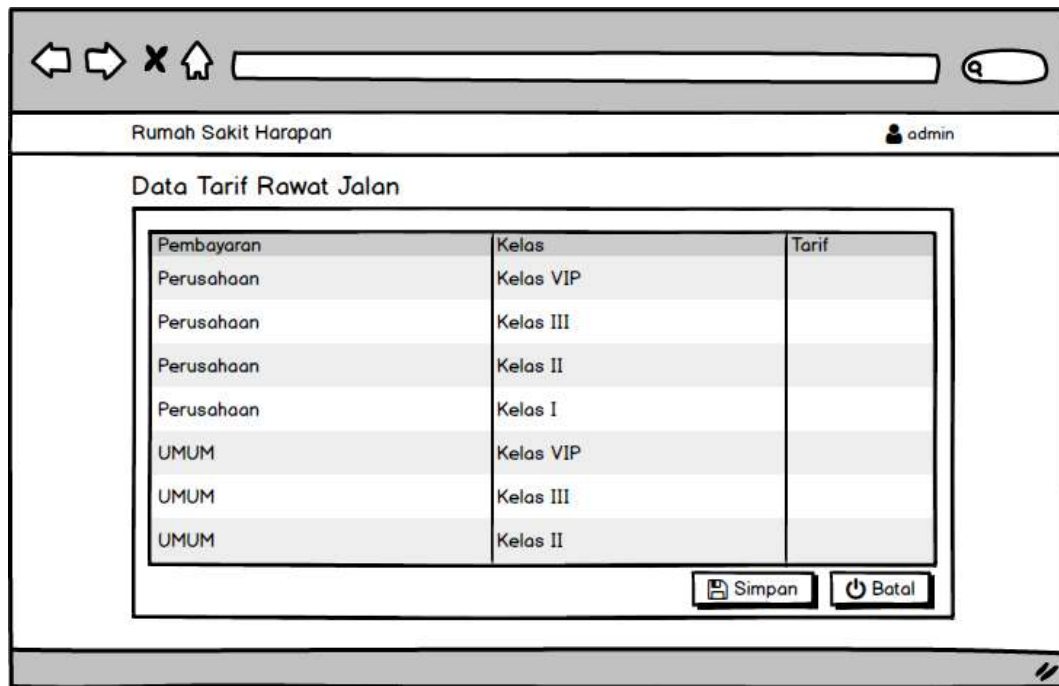 Rumah Sakit Harapan admin
Data Tarif Rawat Jalan
Pembayaran Kelas Tarif
Perusahaan Kelas VIP
Perusahaan Kelas III
Perusahaan Kelas II
Perusahaan Kelas I
UMUM Kelas VIP
UMUM Kelas III
UMUM Kelas II
Simpan Batal